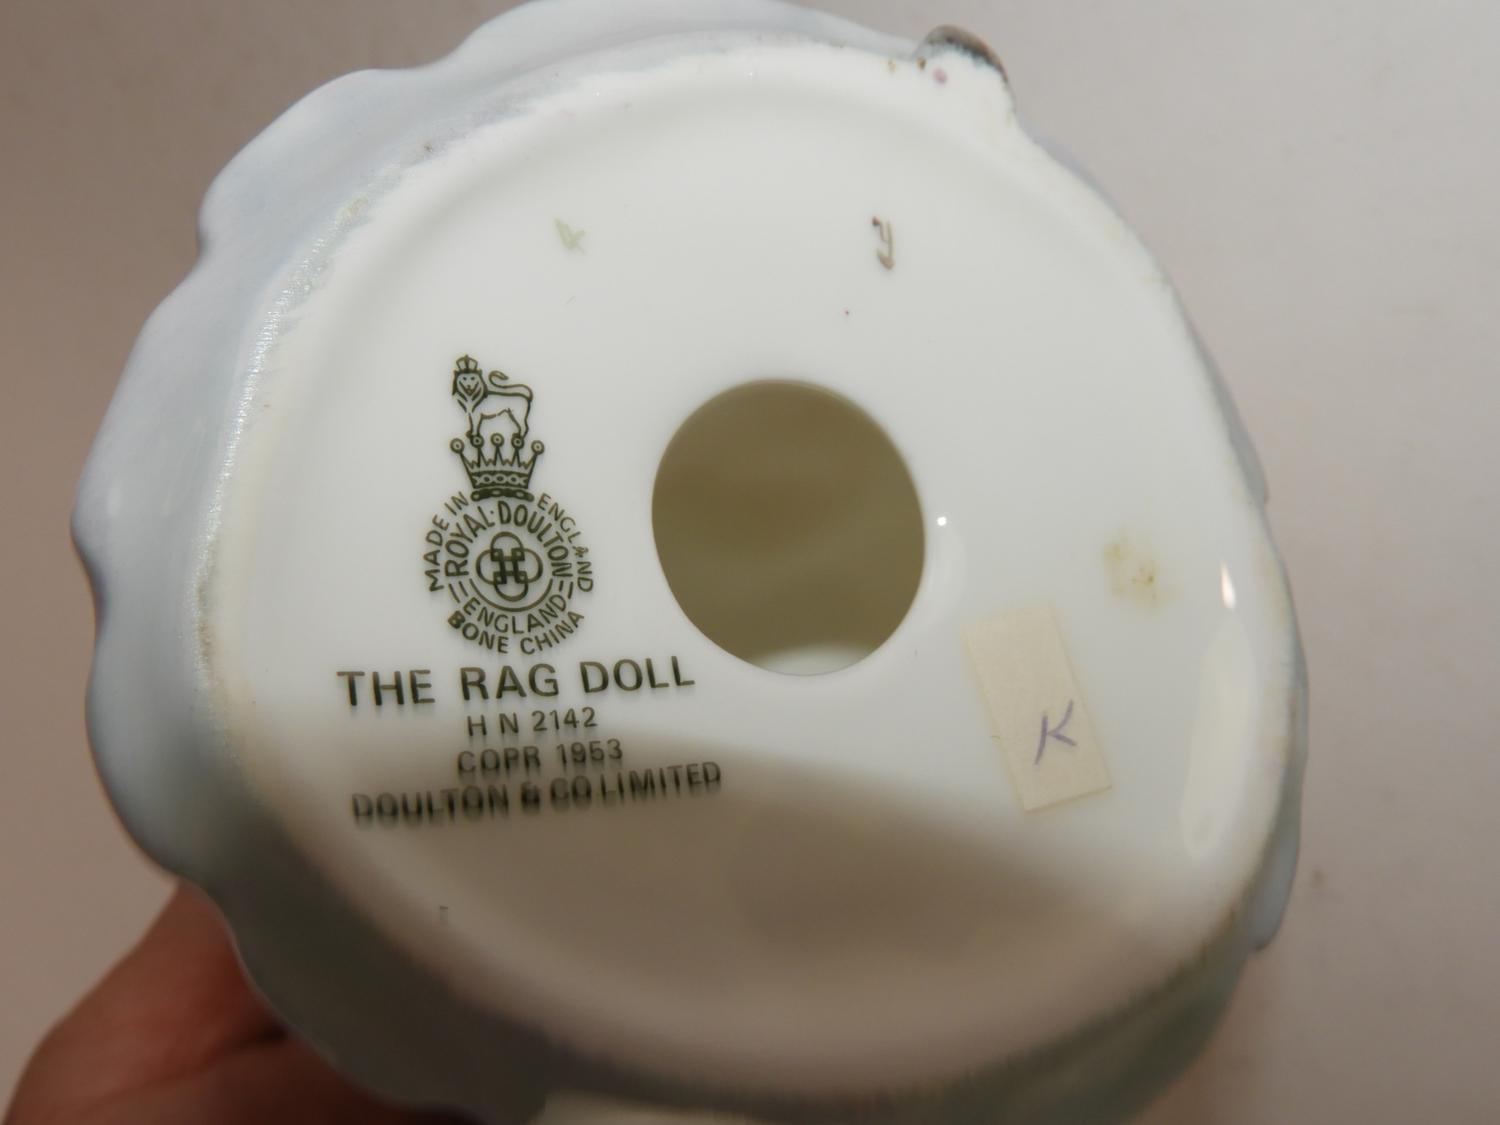 MADE IN ENGLAND
ROYAL·DOULTON
ENGLAND
BONE CHINA
THE RAG DOLL
H N 2142
COPR 1953
DOULTON & CO LIMITED
K